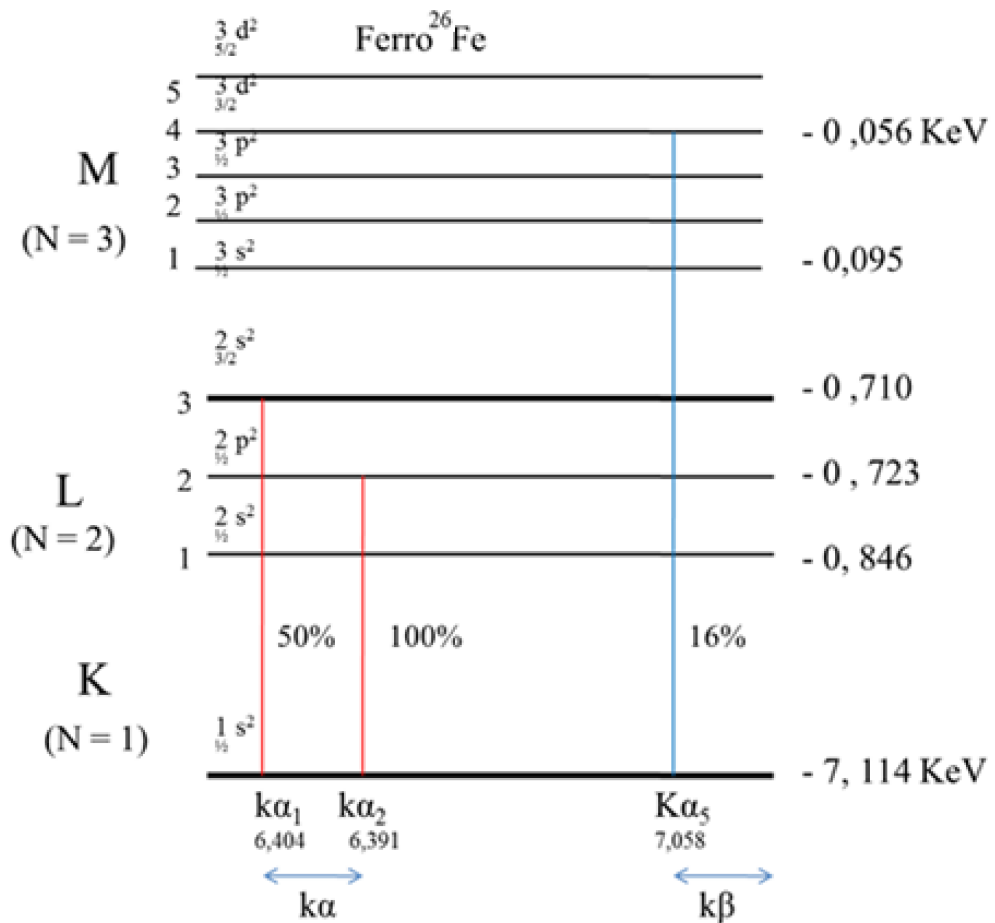 3 d²
5/2
Ferro²⁶Fe
5
3 d²
3/2
4
- 0 ,056 KeV
3 p²
½
M
3
(N = 3)
2
3 p²
½
1
3 s²
½
- 0,095
2 s²
3/2
3
- 0 ,710
2 p²
½
L
2
- 0 , 723
(N = 2)
2 s²
½
1
- 0, 846
50%
100%
16%
K
(N = 1)
1 s²
½
- 7, 114 KeV
kα₁
kα₂
Kα₅
6,404
6,391
7,058
kα
kβ